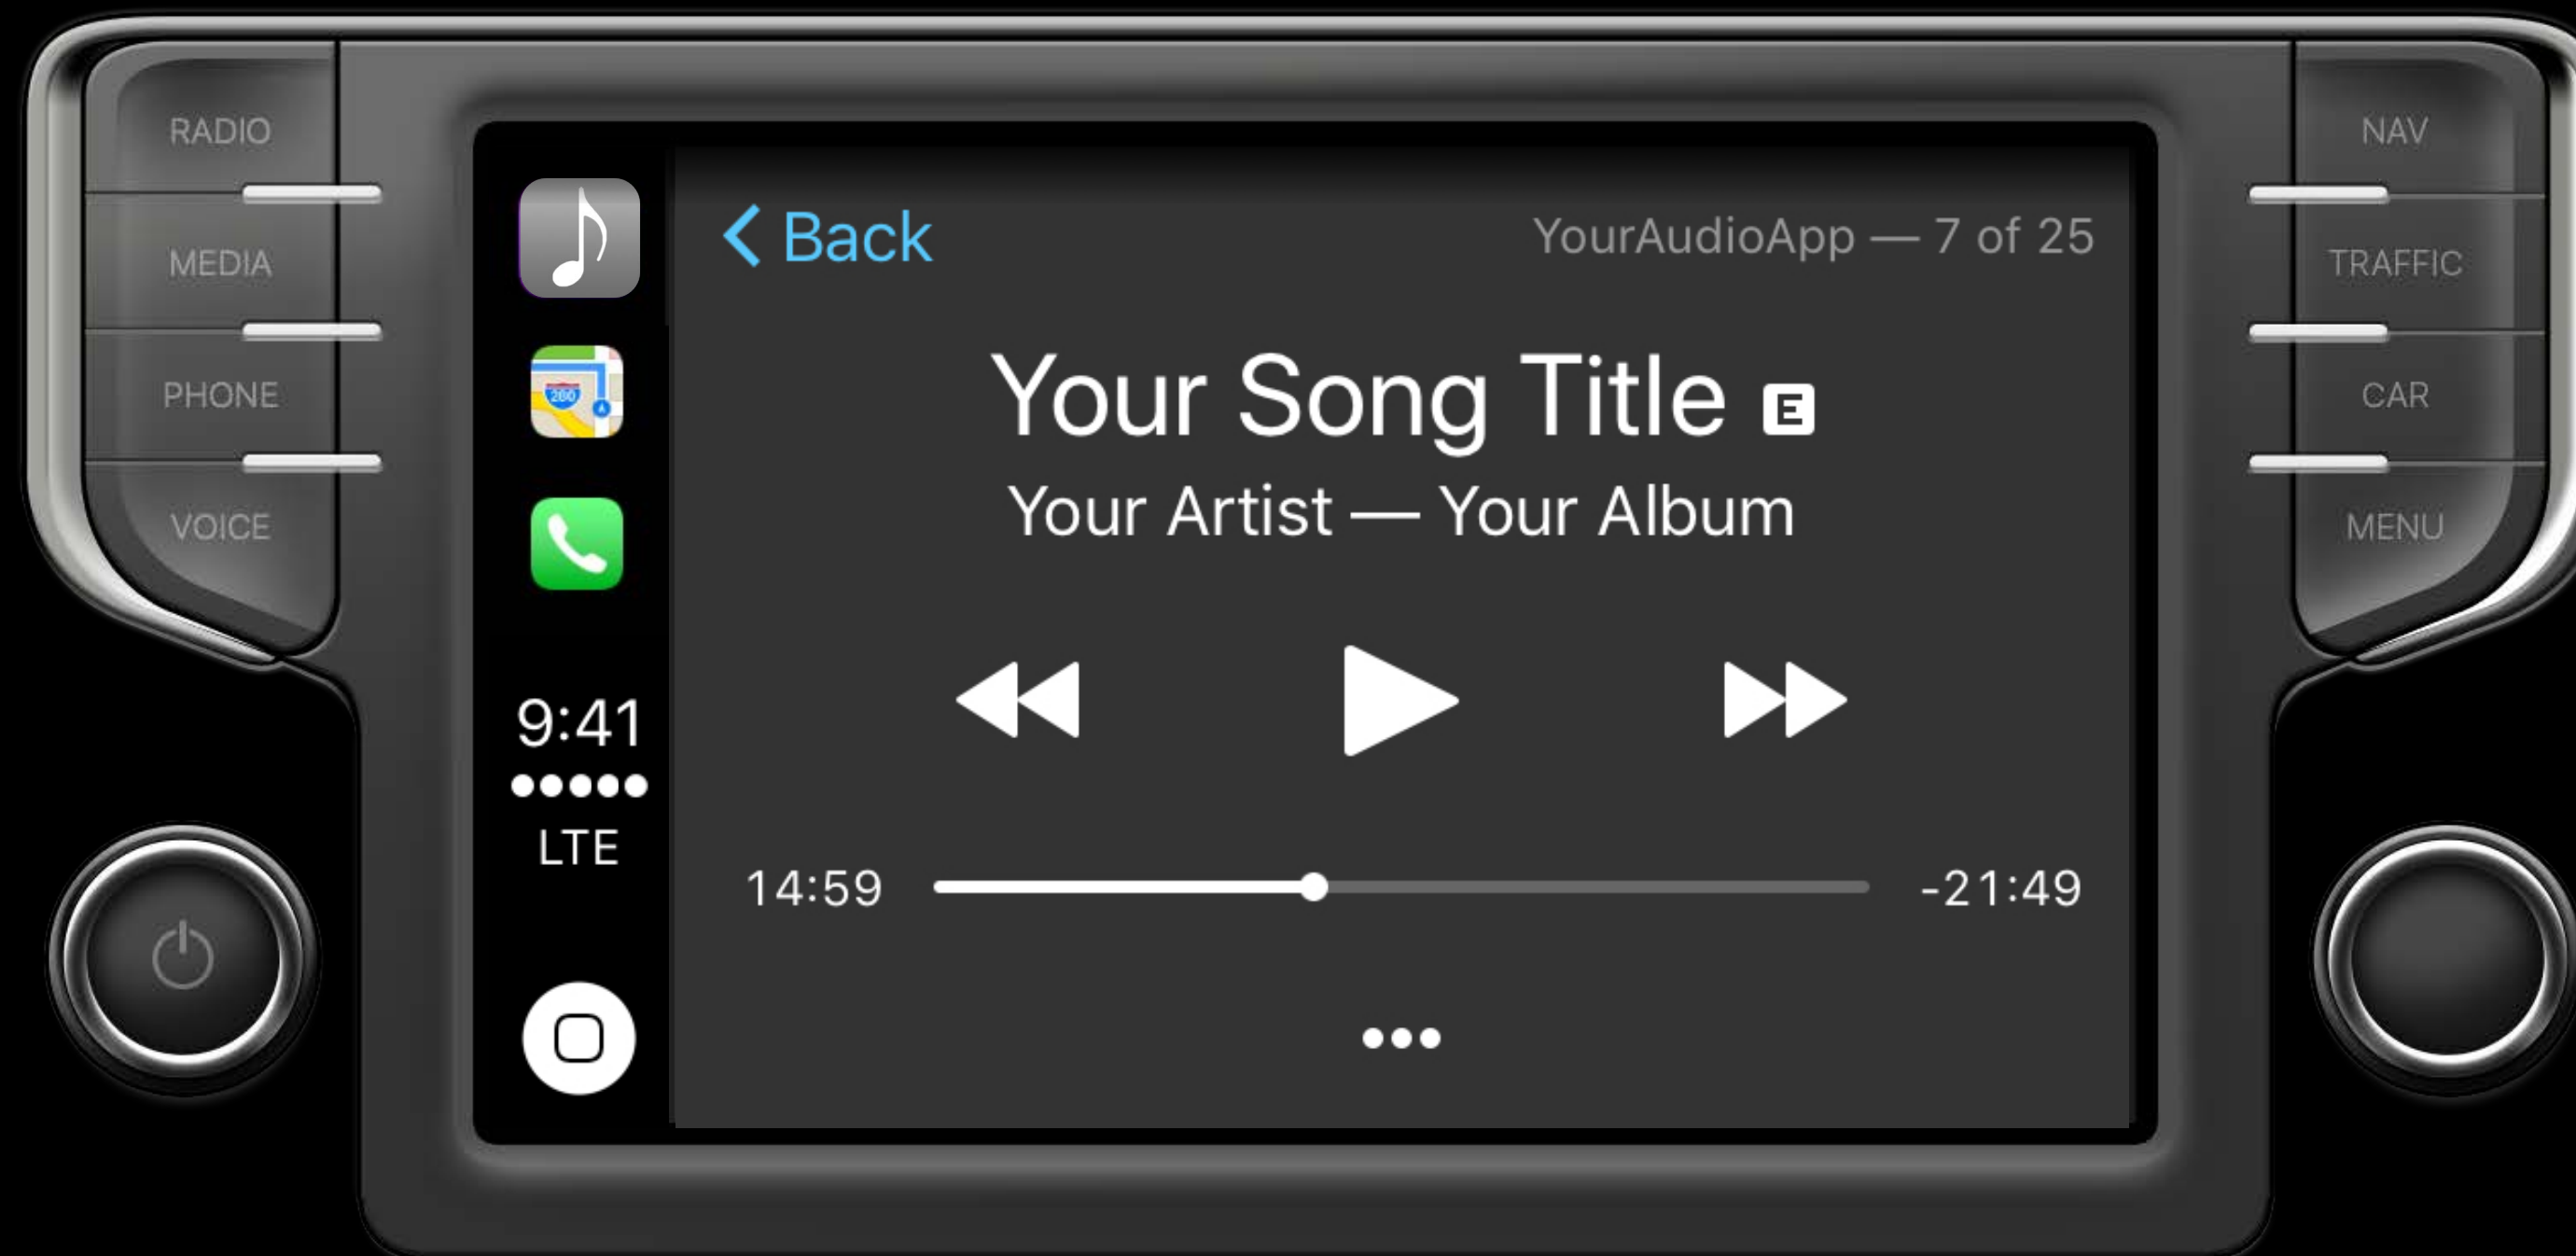 RADIO
MEDIA
PHONE
VOICE
280
9:41
LTE
Back
YourAudioApp — 7 of 25
Your Song Title E
Your Artist — Your Album
14:59
-21:49
NAV
TRAFFIC
CAR
MENU